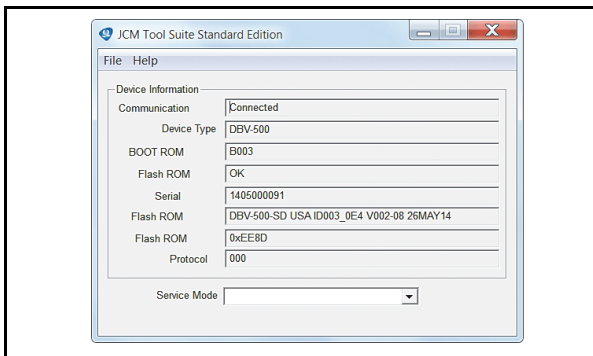 JCM Tool Suite Standard Edition
File Help
Device Information
Communication Connected
Device Type DBV-500
BOOT ROM B003
Flash ROM OK
Serial 1405000091
Flash ROM DBV-500-SD USA ID003_0E4 V002-08 26MAY14
Flash ROM 0xEE8D
Protocol 000
Service Mode